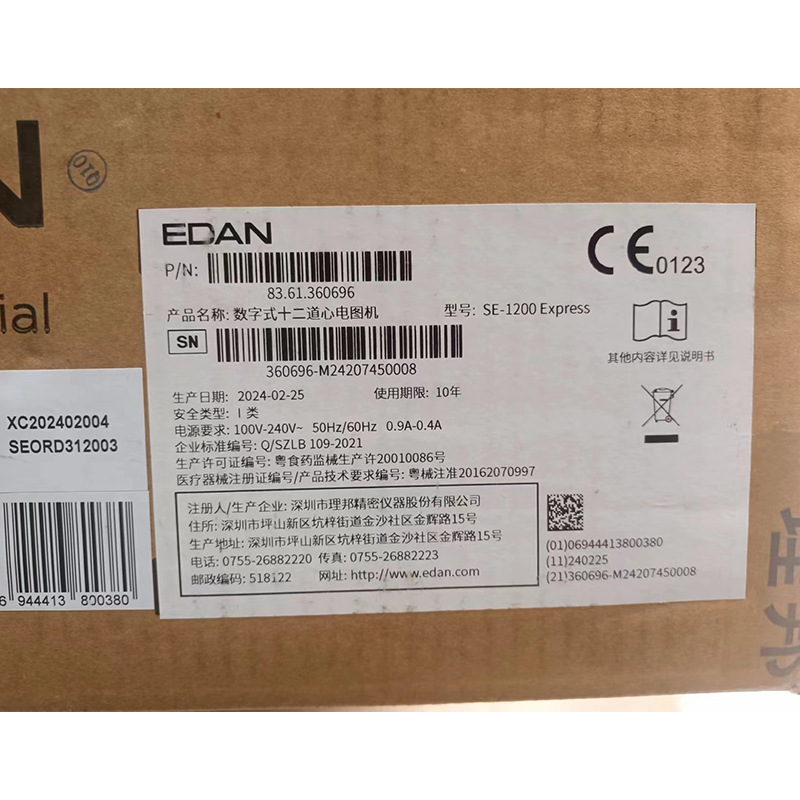 N
Q10
ial
EDAN
P/N:
83.61.360696
产品名称: 数字式十二道心电图机 型号: SE-1200 Express
SN
360696-M24207450008
生产日期: 2024-02-25 使用期限: 10年
安全类型: I 类
电源要求: 100V-240V~ 50Hz/60Hz 0.9A-0.4A
企业标准编号: Q/SZLB 109-2021
生产许可证编号: 粤食药监械生产许20010086号
医疗器械注册证编号/产品技术要求编号: 粤械注准20162070997
注册人/生产企业: 深圳市理邦精密仪器股份有限公司
住所: 深圳市坪山新区坑梓街道金沙社区金辉路15号
生产地址: 深圳市坪山新区坑梓街道金沙社区金辉路15号
电话: 0755-26882220 传真: 0755-26882223
邮政编码: 518122 网址: http://www.edan.com
CE0123
i
其他内容详见说明书
(01)06944413800380
(11)240225
(21)360696-M24207450008
XC202402004
SEORD312003
6 944413 800380
理邦